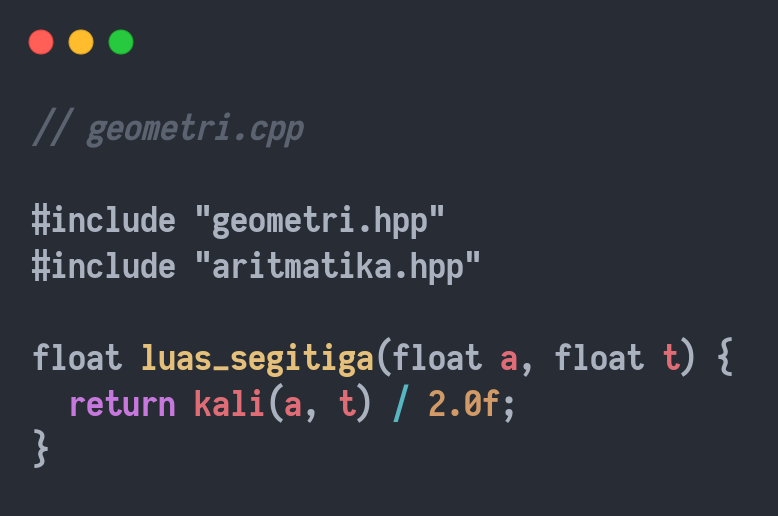 // geometri.cpp
#include "geometri.hpp"
#include "aritmatika.hpp"
float luas_segitiga(float a, float t) {
  return kali(a, t) / 2.0f;
}